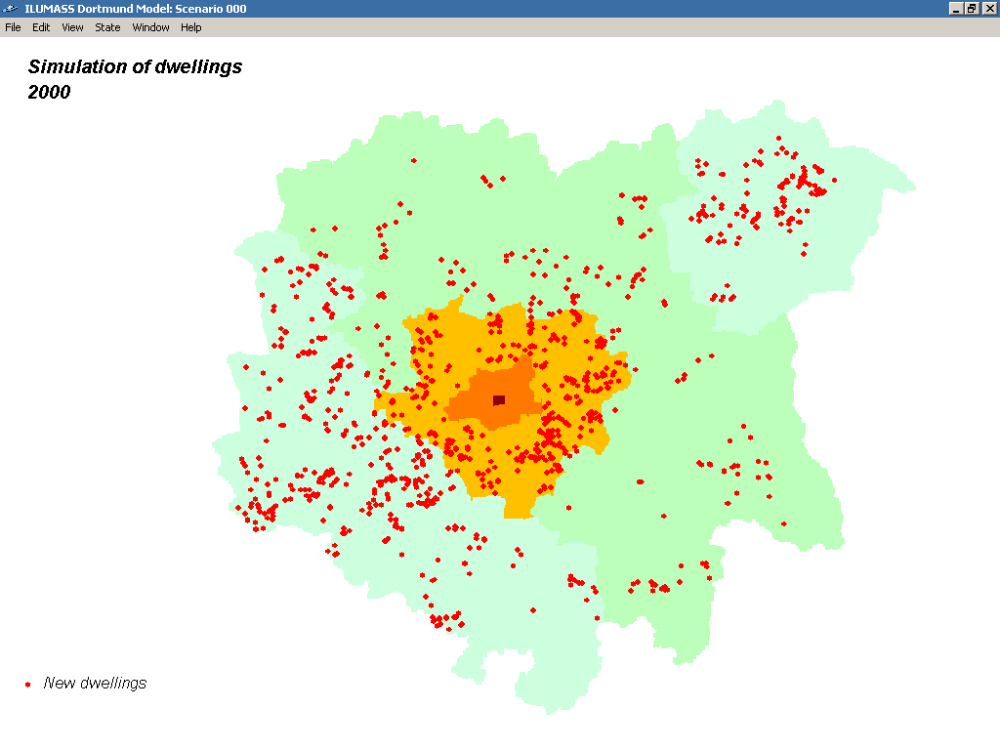 ILUMASS Dortmund Model: Scenario 000
File Edit View State Window Help
Simulation of dwellings
2000
New dwellings